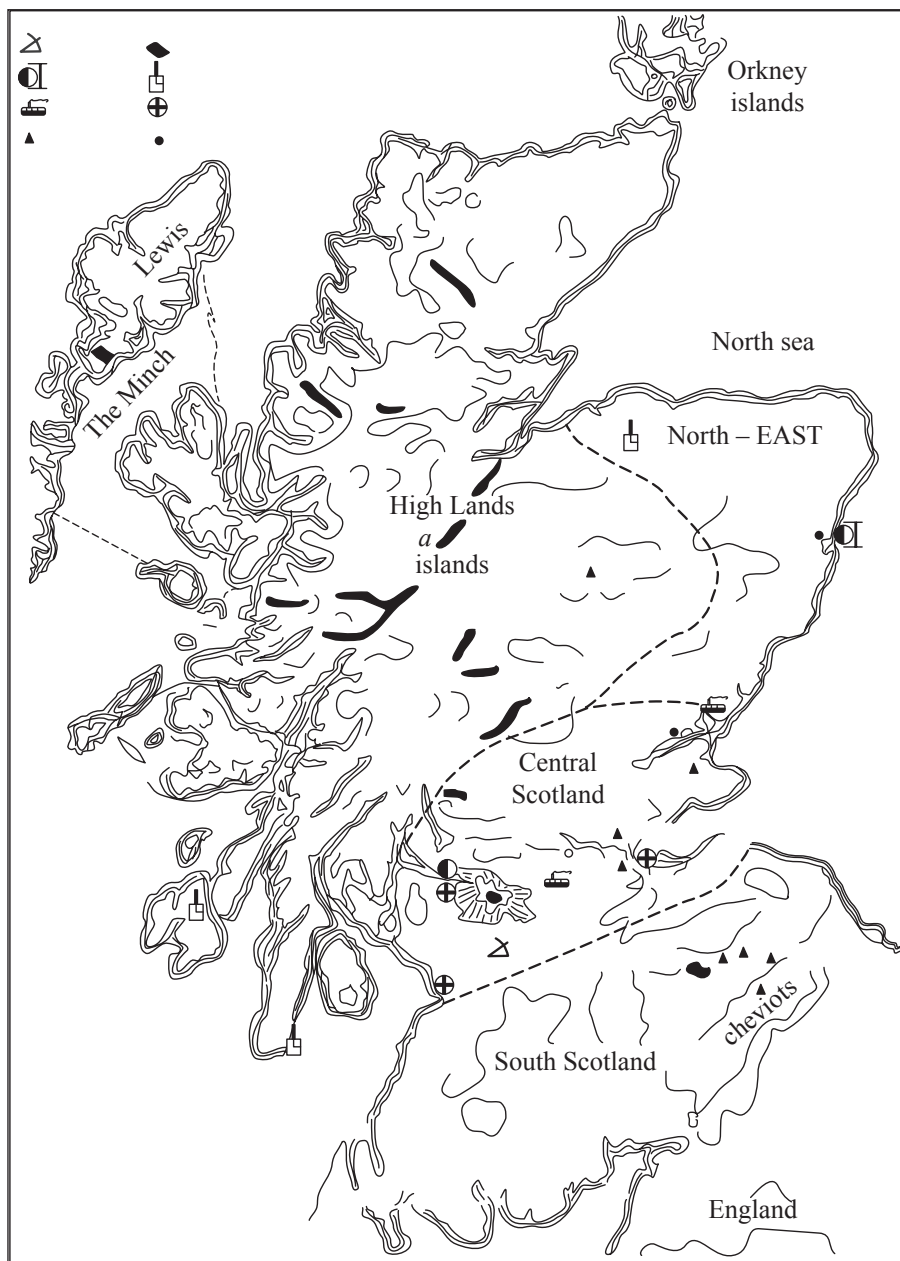 Orkney
islands
Lewis
The Minch
North sea
North – EAST
High Lands
a
islands
Central
Scotland
cheviots
South Scotland
England